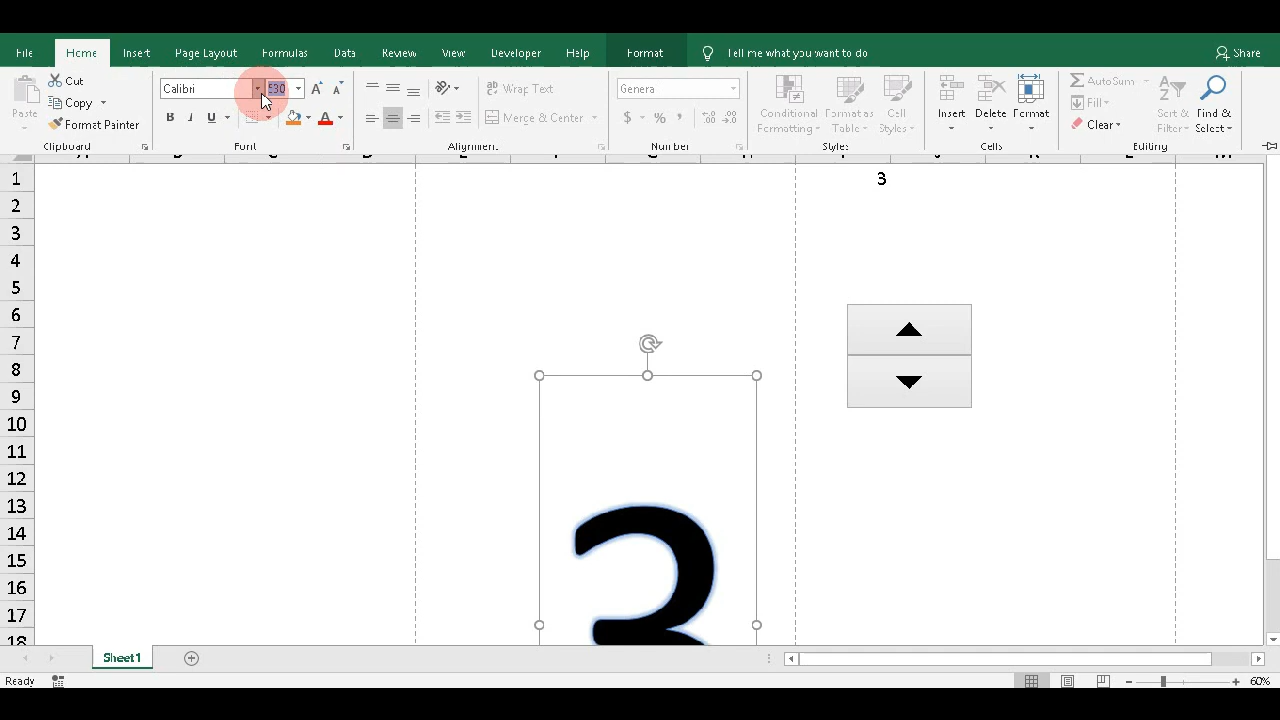 File Home Insert Page Layout Formulas Data Review View Developer Help Format Tell me what you want to do Share
Paste Cut Copy Format Painter
Calibri
B I U
Wrap Text
Merge & Center
General
$ %
Conditional Formatting Format as Table Cell Styles
Insert Delete Format
AutoSum Fill Clear
Sort & Filter Find & Select
Clipboard Font Alignment Number Styles Cells Editing
1 3
2
3
4
5
6
7
8
9
10
11
12
13
14
15
16
17
18
3
Sheet1
Ready 60%